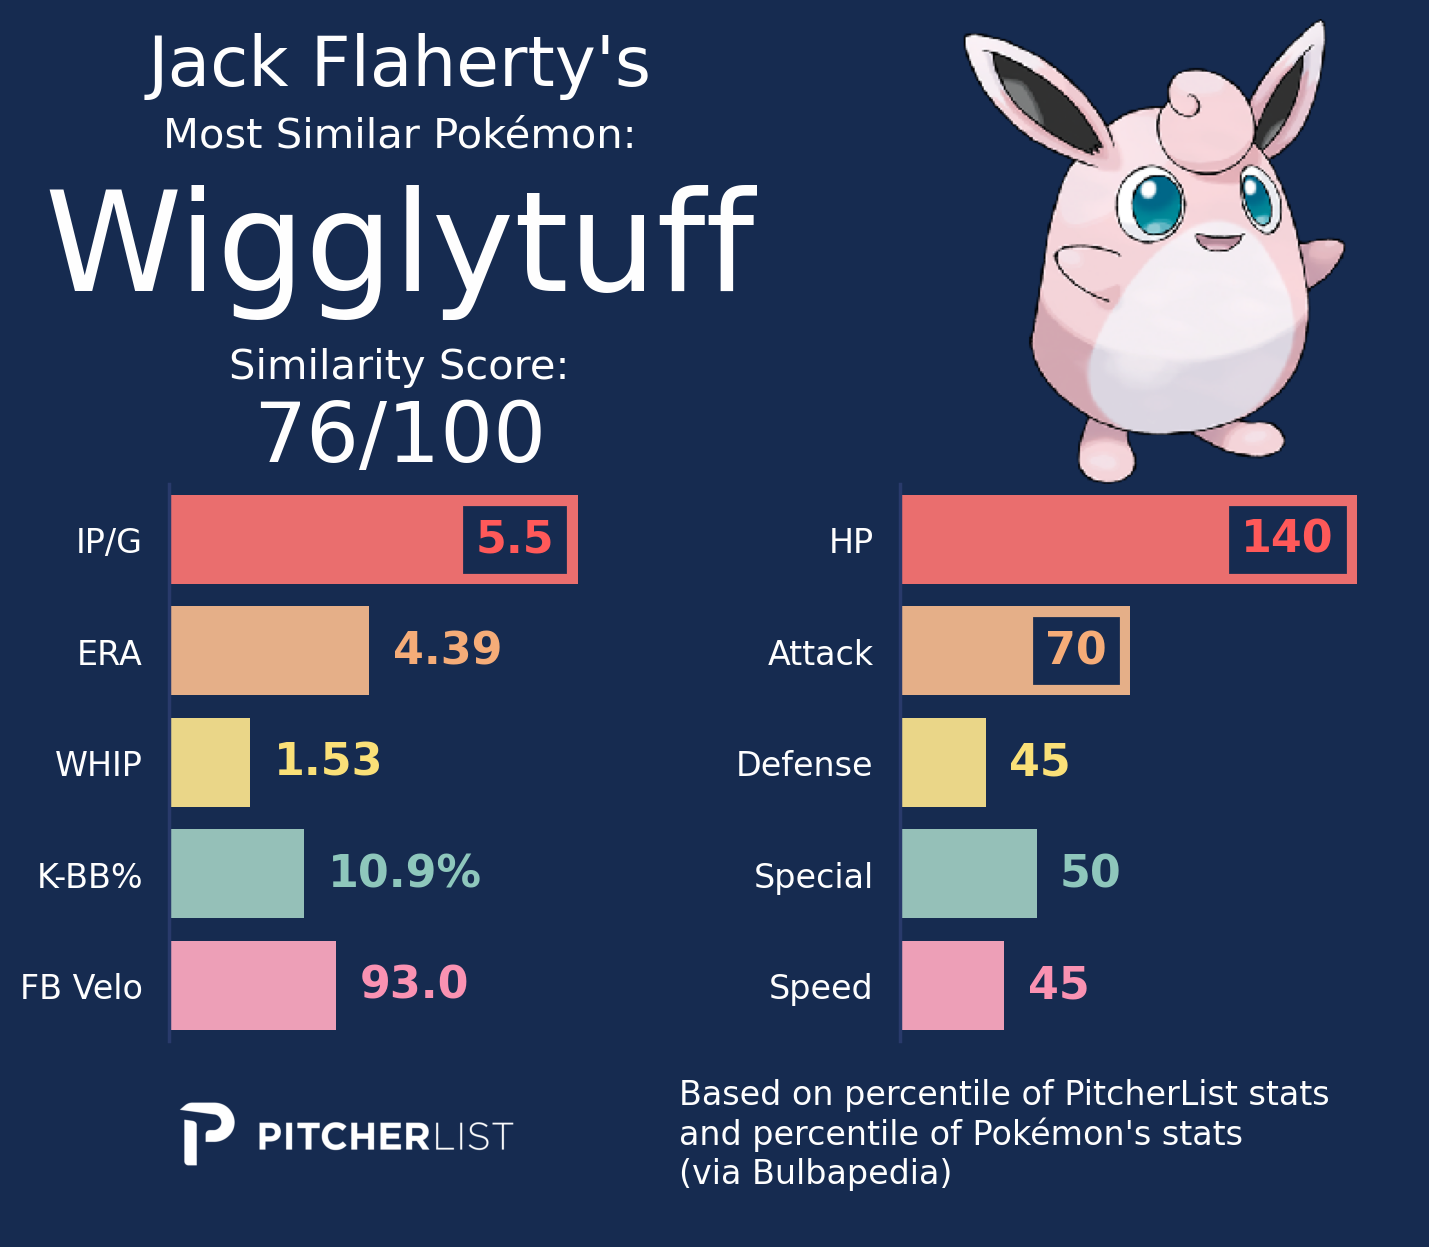 Jack Flaherty's
Most Similar Pokémon:
Wigglytuff
Similarity Score:
76/100
IP/G 5.5
ERA 4.39
WHIP 1.53
K-BB% 10.9%
FB Velo 93.0
HP 140
Attack 70
Defense 45
Special 50
Speed 45
PITCHERLIST
Based on percentile of PitcherList stats
and percentile of Pokémon's stats
(via Bulbapedia)